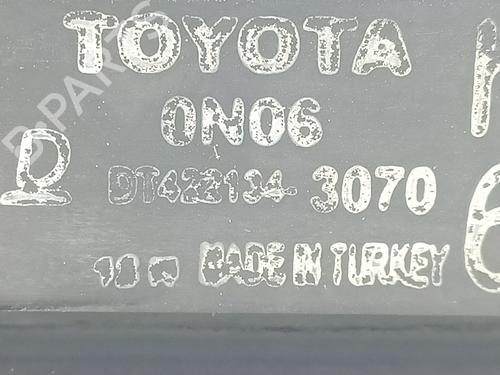 TOYOTA
0N06
D
DT422134-3070
MADE IN TURKEY